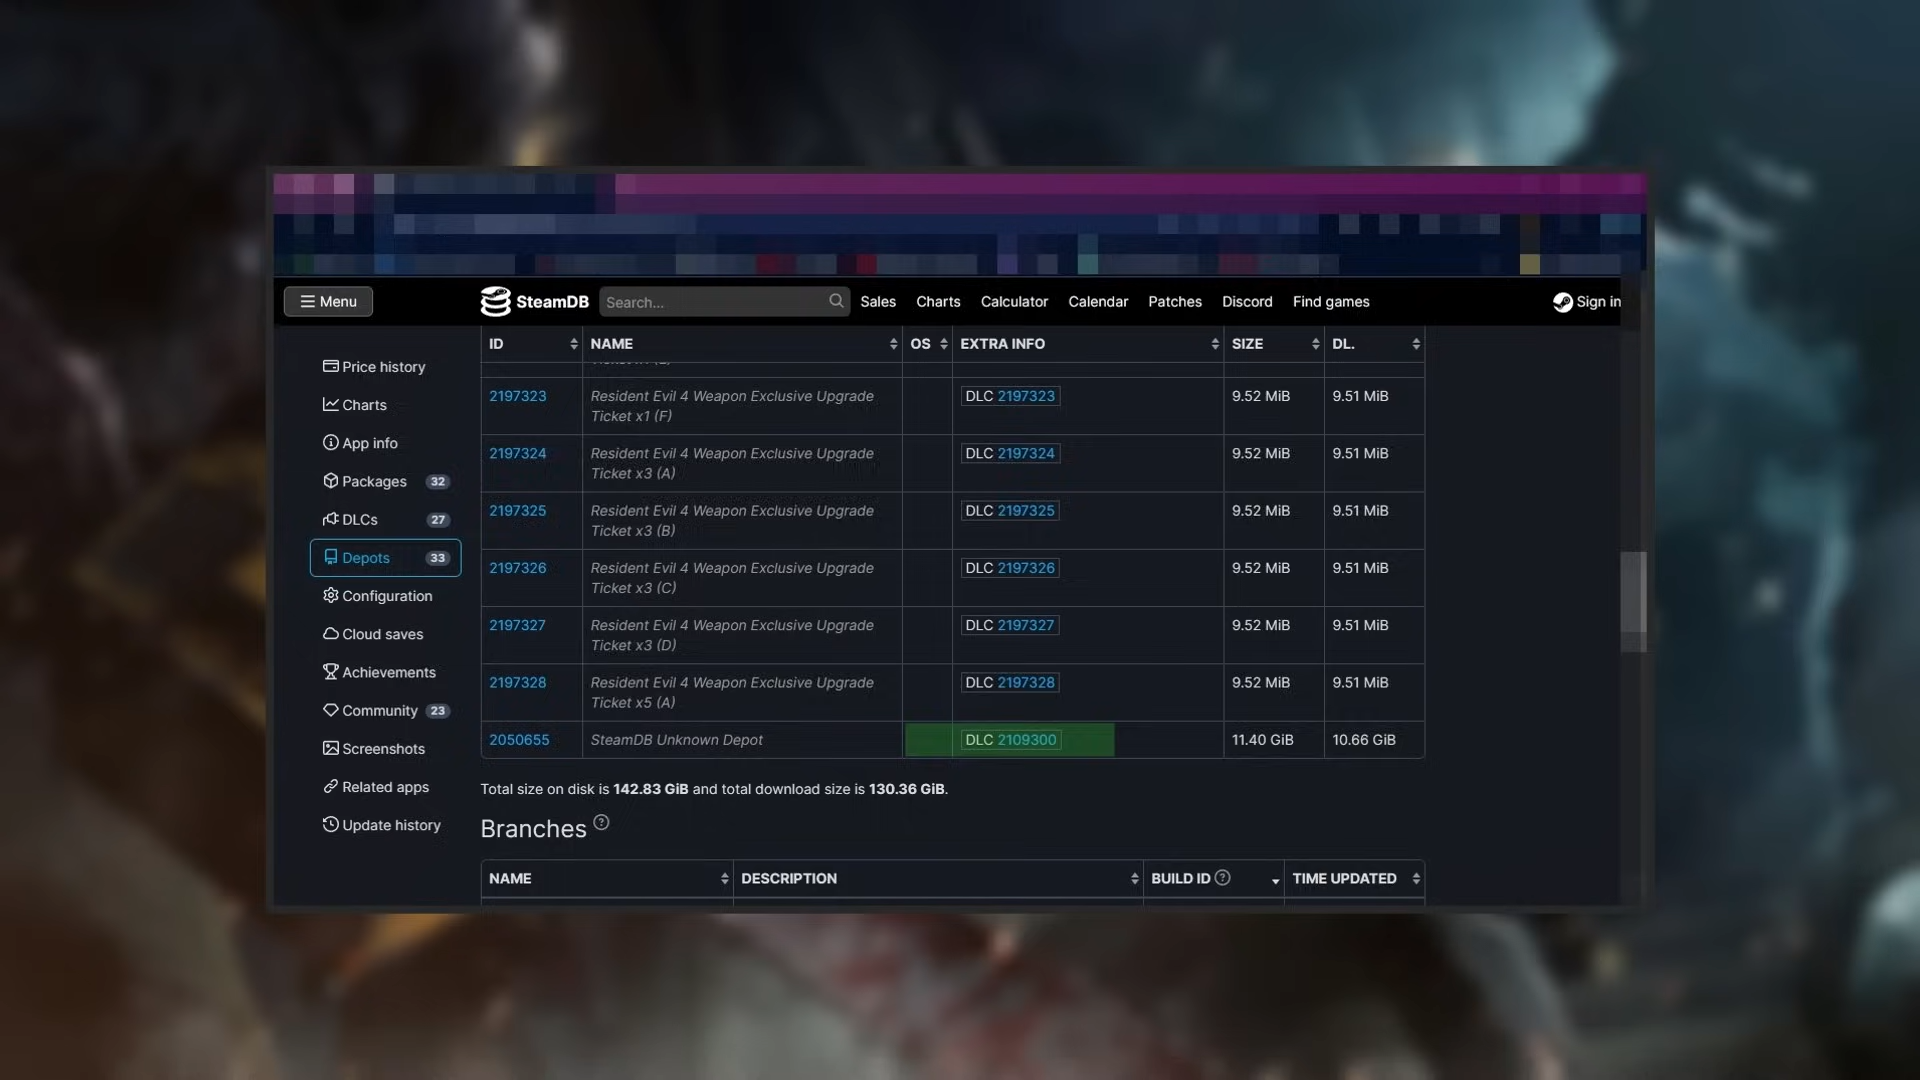 Menu
SteamDB
Search...
Sales
Charts
Calculator
Calendar
Patches
Discord
Find games
Sign in
Price history
Charts
App info
Packages 32
DLCs 27
Depots 33
Configuration
Cloud saves
Achievements
Community 23
Screenshots
Related apps
Update history
ID NAME OS EXTRA INFO SIZE DL.
2197323 Resident Evil 4 Weapon Exclusive Upgrade DLC 2197323 9.52 MiB 9.51 MiB
Ticket x1 (F)
2197324 Resident Evil 4 Weapon Exclusive Upgrade DLC 2197324 9.52 MiB 9.51 MiB
Ticket x3 (A)
2197325 Resident Evil 4 Weapon Exclusive Upgrade DLC 2197325 9.52 MiB 9.51 MiB
Ticket x3 (B)
2197326 Resident Evil 4 Weapon Exclusive Upgrade DLC 2197326 9.52 MiB 9.51 MiB
Ticket x3 (C)
2197327 Resident Evil 4 Weapon Exclusive Upgrade DLC 2197327 9.52 MiB 9.51 MiB
Ticket x3 (D)
2197328 Resident Evil 4 Weapon Exclusive Upgrade DLC 2197328 9.52 MiB 9.51 MiB
Ticket x5 (A)
2050655 SteamDB Unknown Depot DLC 2109300 11.40 GiB 10.66 GiB
Total size on disk is 142.83 GiB and total download size is 130.36 GiB.
Branches ?
NAME DESCRIPTION BUILD ID ? TIME UPDATED